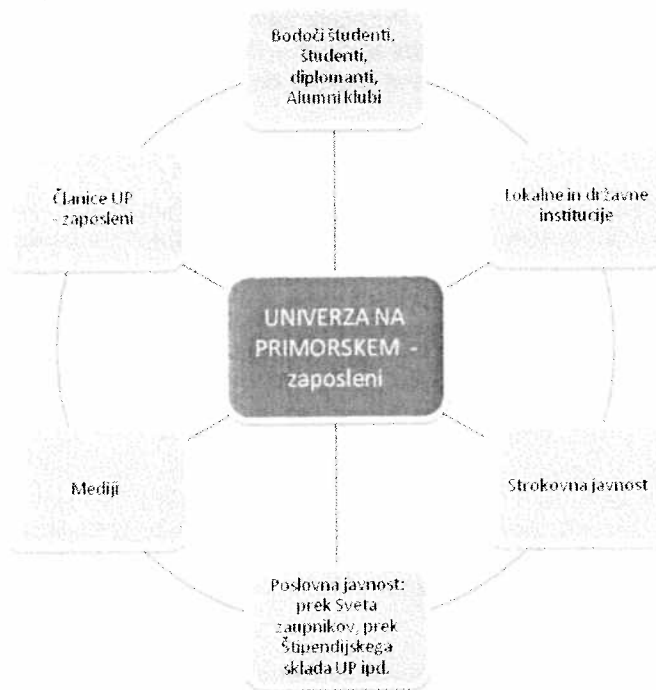 Bodoči študenti,
študenti,
diplomanti,
Alumni klubi
Članice UP
- zaposleni
Lokalne in državne
institucije
UNIVERZA NA
PRIMORSKEM -
zaposleni
Mediji
Strokovna javnost
Poslovna javnost:
prek Sveta
zaupnikov, prek
Štipendijskega
sklada UP ipd.